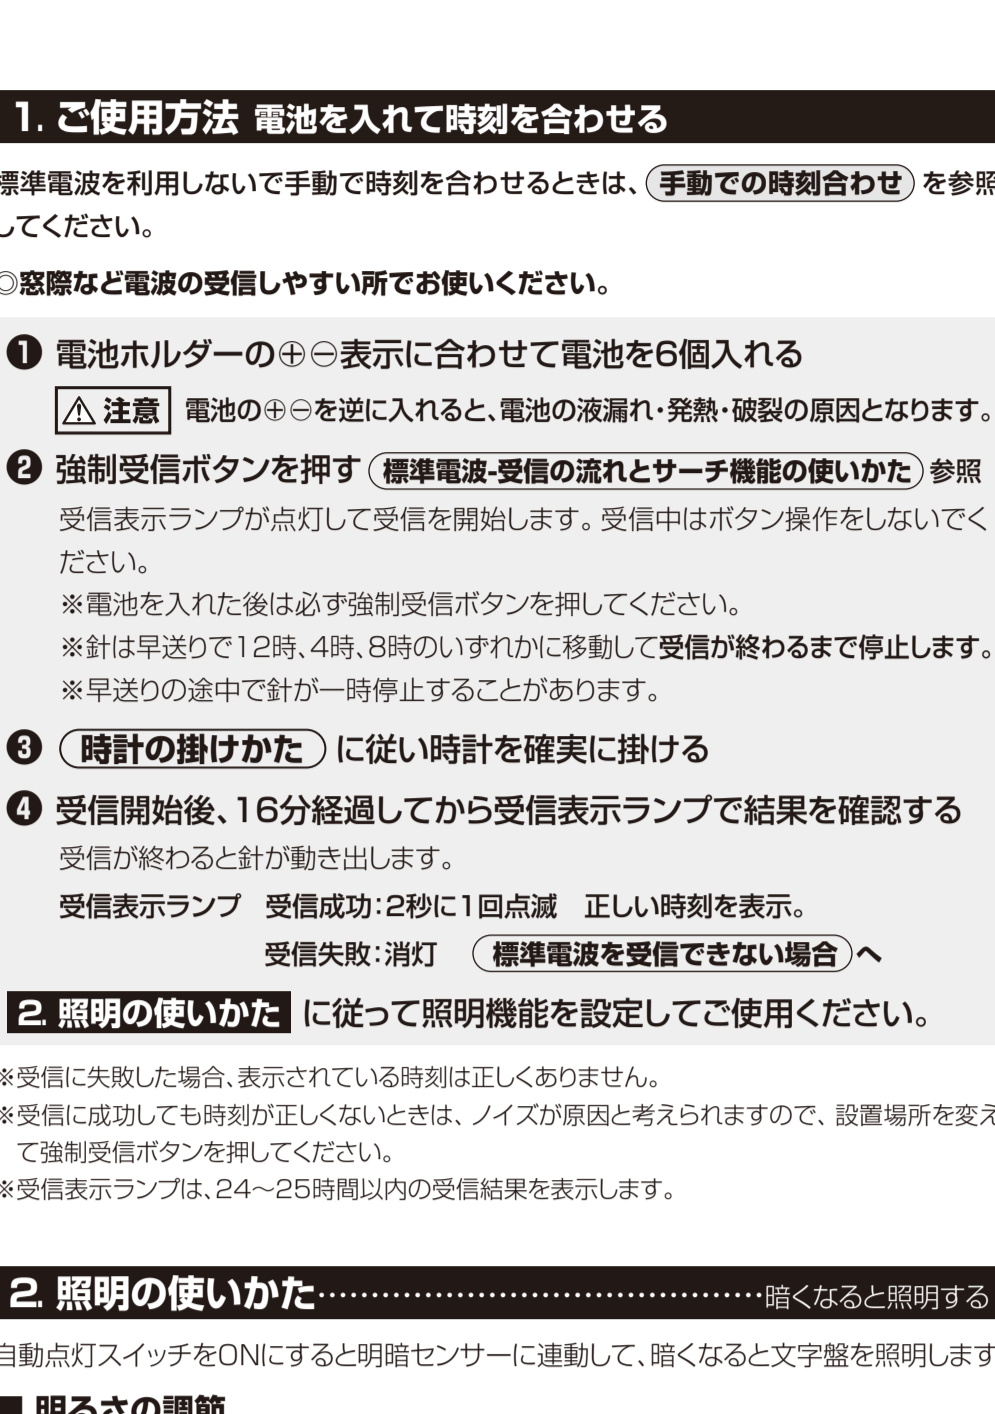 1. ご使用方法 電池を入れて時刻を合わせる
標準電波を利用しないで手動で時刻を合わせるときは、手動での時刻合わせ を参照
してください。
◎窓際など電波の受信しやすい所でお使いください。
❶ 電池ホルダーの⊕⊖表示に合わせて電池を6個入れる
⚠ 注意 電池の⊕⊖を逆に入れると、電池の液漏れ・発熱・破裂の原因となります。
❷ 強制受信ボタンを押す 標準電波-受信の流れとサーチ機能の使いかた 参照
受信表示ランプが点灯して受信を開始します。受信中はボタン操作をしないでく
ださい。
※電池を入れた後は必ず強制受信ボタンを押してください。
※針は早送りで12時、4時、8時のいずれかに移動して受信が終わるまで停止します。
※早送りの途中で針が一時停止することがあります。
❸ 時計の掛けかた に従い時計を確実に掛ける
❹ 受信開始後、16分経過してから受信表示ランプで結果を確認する
受信が終わると針が動き出します。
受信表示ランプ 受信成功:2秒に1回点滅 正しい時刻を表示。
受信失敗:消灯 標準電波を受信できない場合 へ
2. 照明の使いかた に従って照明機能を設定してご使用ください。
※受信に失敗した場合、表示されている時刻は正しくありません。
※受信に成功しても時刻が正しくないときは、ノイズが原因と考えられますので、設置場所を変え
て強制受信ボタンを押してください。
※受信表示ランプは、24〜25時間以内の受信結果を表示します。
2. 照明の使いかた……………………………………暗くなると照明する
自動点灯スイッチをONにすると明暗センサーに連動して、暗くなると文字盤を照明します
■ 明るさの調節